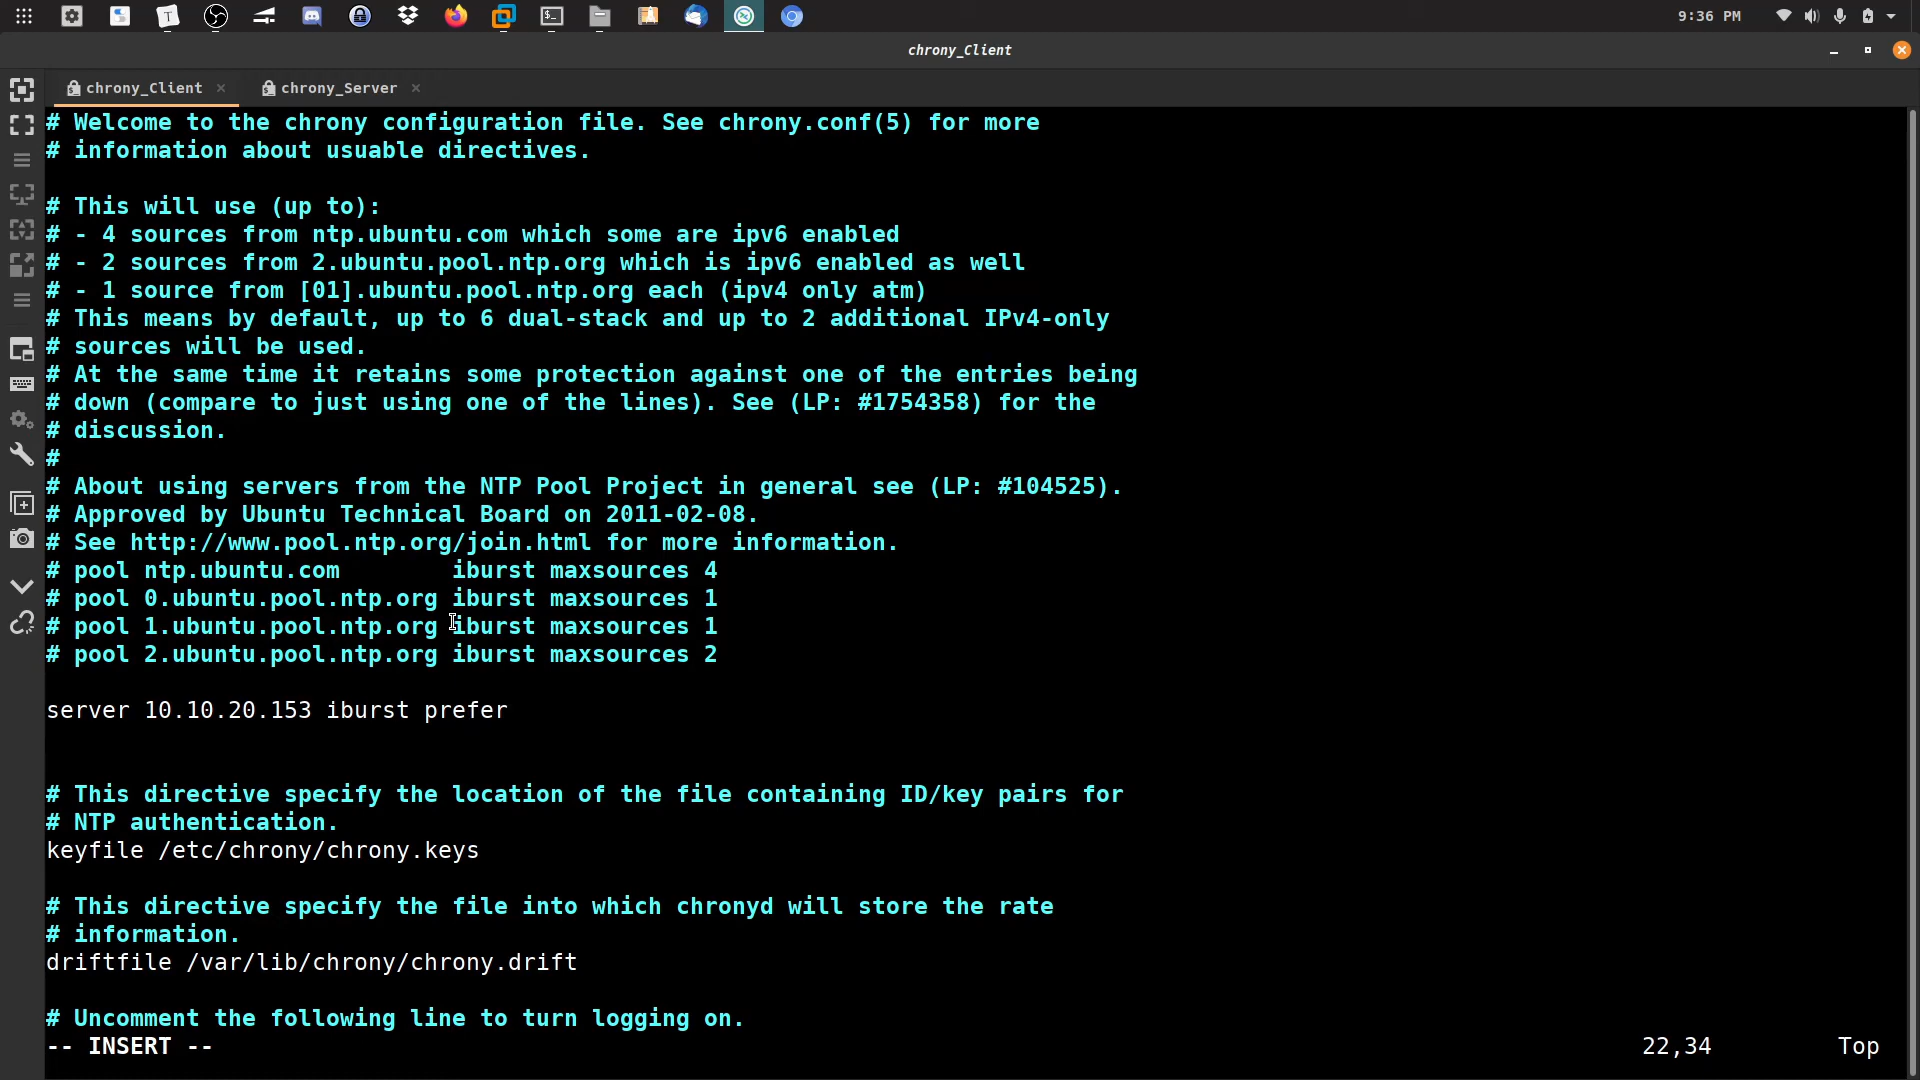 9:36 PM
chrony_Client
chrony_Client × chrony_Server ×
# Welcome to the chrony configuration file. See chrony.conf(5) for more
# information about usuable directives.
# This will use (up to):
# - 4 sources from ntp.ubuntu.com which some are ipv6 enabled
# - 2 sources from 2.ubuntu.pool.ntp.org which is ipv6 enabled as well
# - 1 source from [01].ubuntu.pool.ntp.org each (ipv4 only atm)
# This means by default, up to 6 dual-stack and up to 2 additional IPv4-only
# sources will be used.
# At the same time it retains some protection against one of the entries being
# down (compare to just using one of the lines). See (LP: #1754358) for the
# discussion.
#
# About using servers from the NTP Pool Project in general see (LP: #104525).
# Approved by Ubuntu Technical Board on 2011-02-08.
# See http://www.pool.ntp.org/join.html for more information.
# pool ntp.ubuntu.com        iburst maxsources 4
# pool 0.ubuntu.pool.ntp.org iburst maxsources 1
# pool 1.ubuntu.pool.ntp.org iburst maxsources 1
# pool 2.ubuntu.pool.ntp.org iburst maxsources 2
server 10.10.20.153 iburst prefer
# This directive specify the location of the file containing ID/key pairs for
# NTP authentication.
keyfile /etc/chrony/chrony.keys
# This directive specify the file into which chronyd will store the rate
# information.
driftfile /var/lib/chrony/chrony.drift
# Uncomment the following line to turn logging on.
-- INSERT -- 22,34 Top